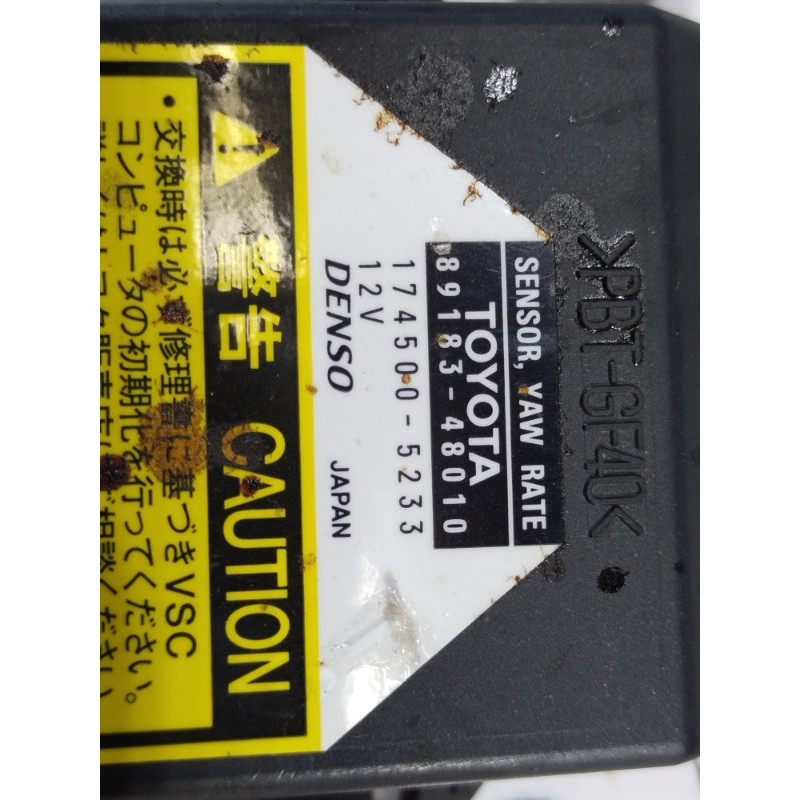 >PBT-GF40<
SENSOR, YAW RATE
TOYOTA
89183-48010
174500-5233
12V
DENSO JAPAN
警告 CAUTION
・交換時は必ず修理書に基づきVSC
コンピュータの初期化を行ってください。